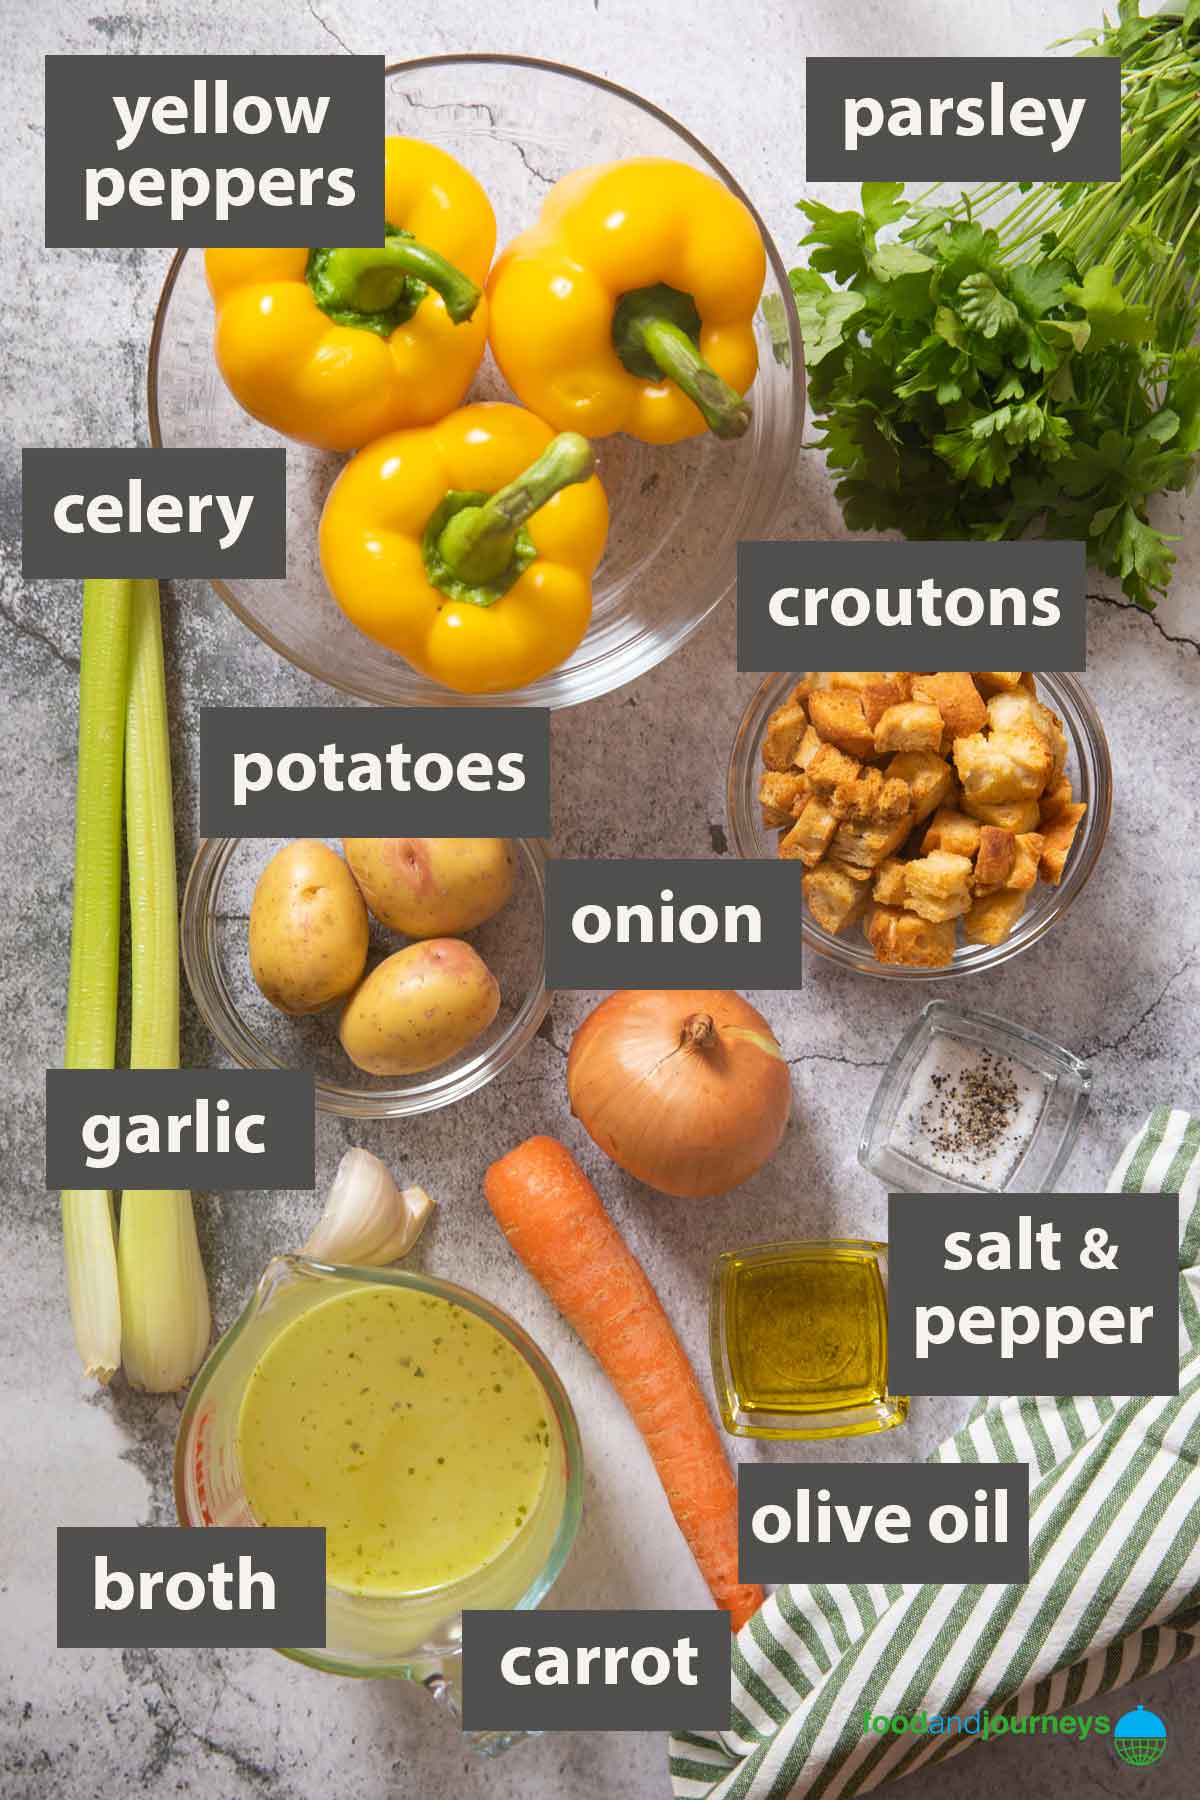 yellow
peppers
parsley
celery
croutons
potatoes
onion
garlic
salt &
pepper
olive oil
broth
carrot
foodandjourneys